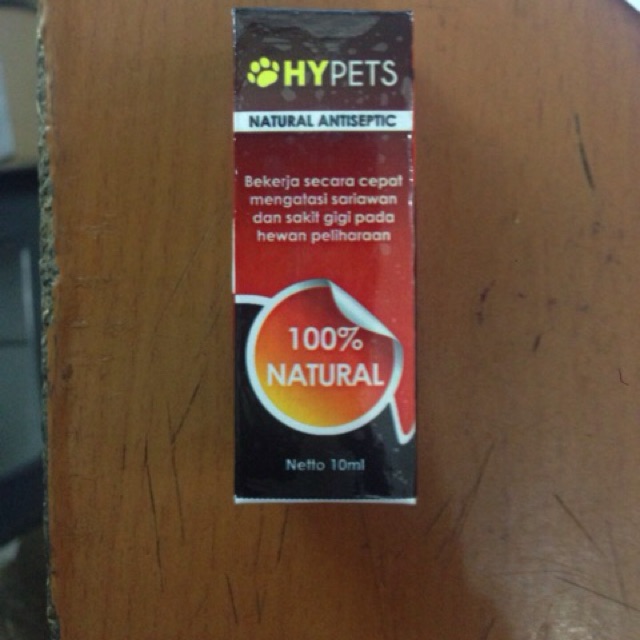 HYPETS
NATURAL ANTISEPTIC
Bekerja secara cepat
mengatasi sariawan
dan sakit gigi pada
hewan peliharaan
100%
NATURAL
Netto 10ml